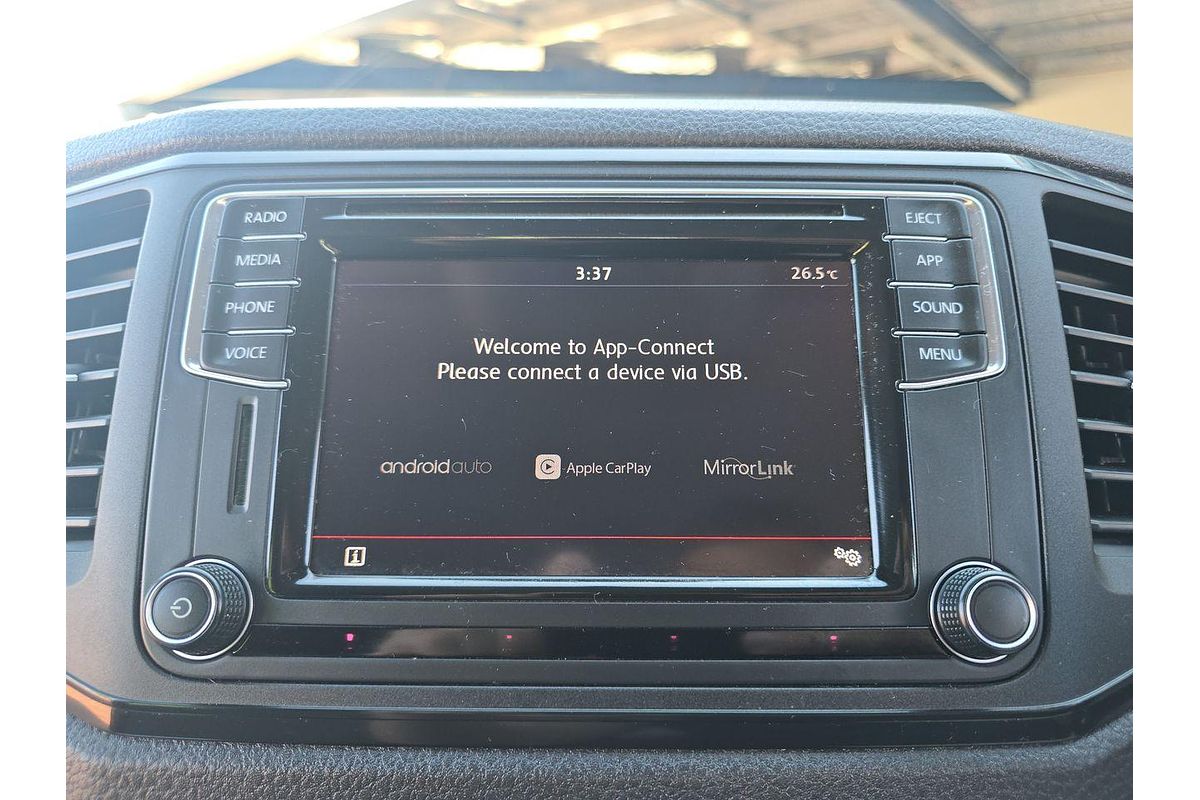 RADIO
EJECT
MEDIA
APP
PHONE
SOUND
VOICE
MENU
3:37
26.5°C
Welcome to App-Connect
Please connect a device via USB.
androidauto
Apple CarPlay
MirrorLink
i